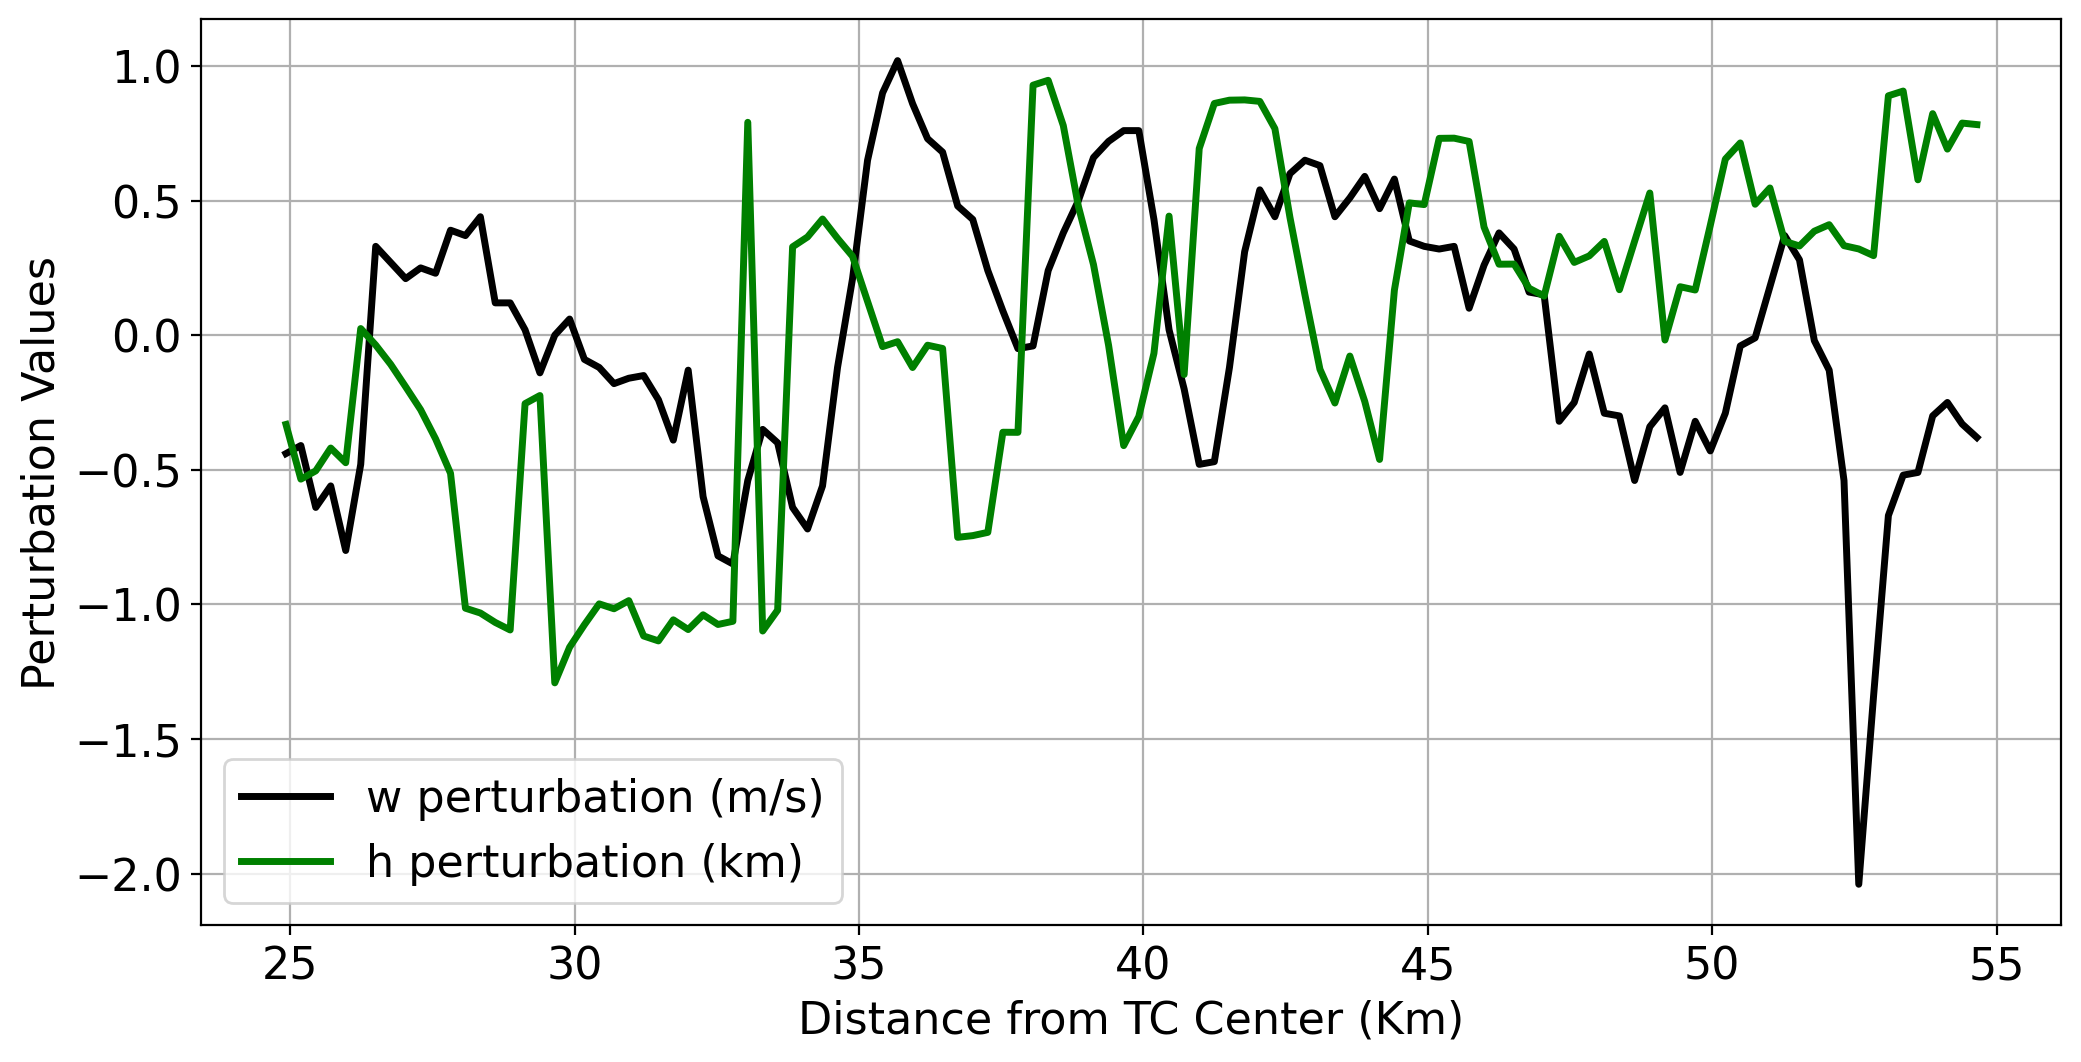 1.0
0.5
0.0
−0.5
−1.0
−1.5
−2.0
Perturbation Values
w perturbation (m/s)
h perturbation (km)
25 30 35 40 45 50 55
Distance from TC Center (Km)